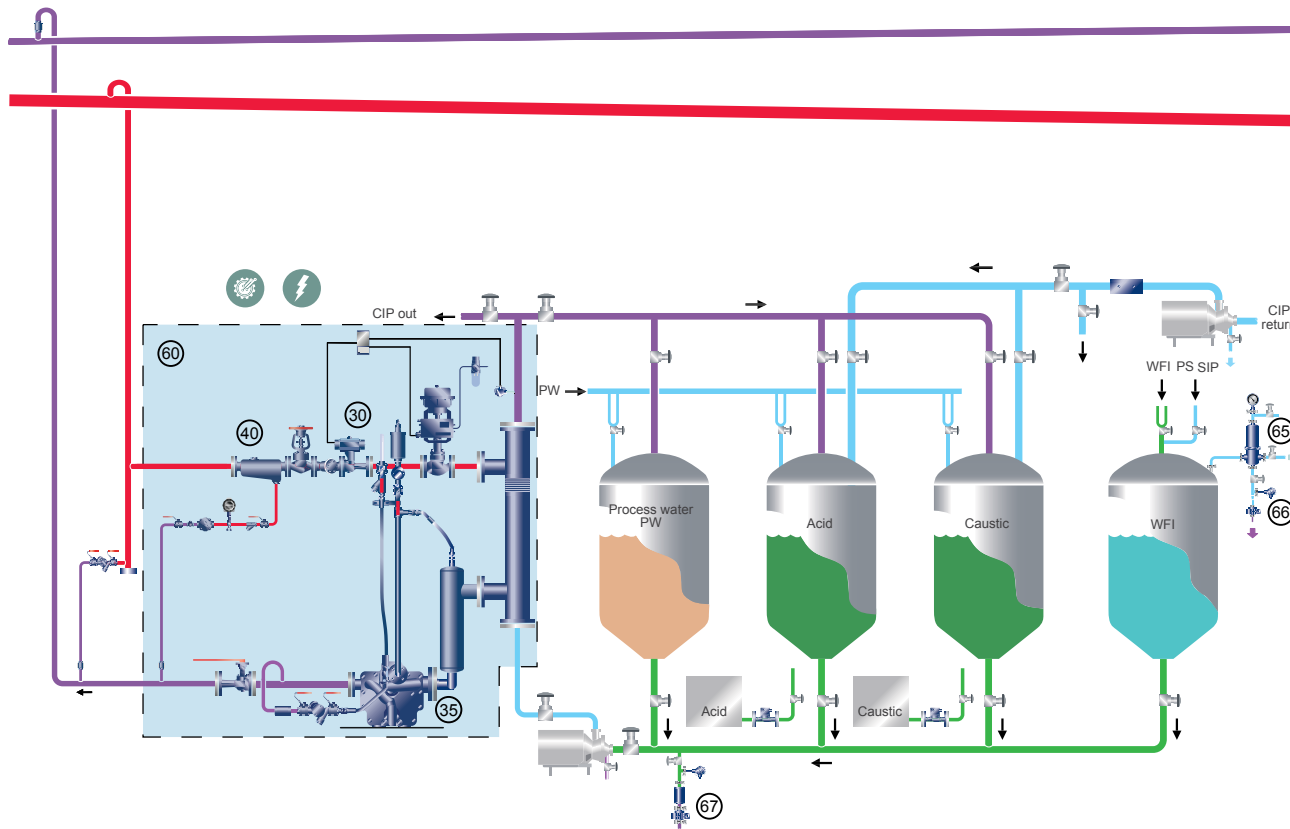 CIP out
CIP
return
60
WFI PS SIP
PW
30
40
65
66
Process water
PW
Acid
Caustic
WFI
35
Acid
Caustic
67